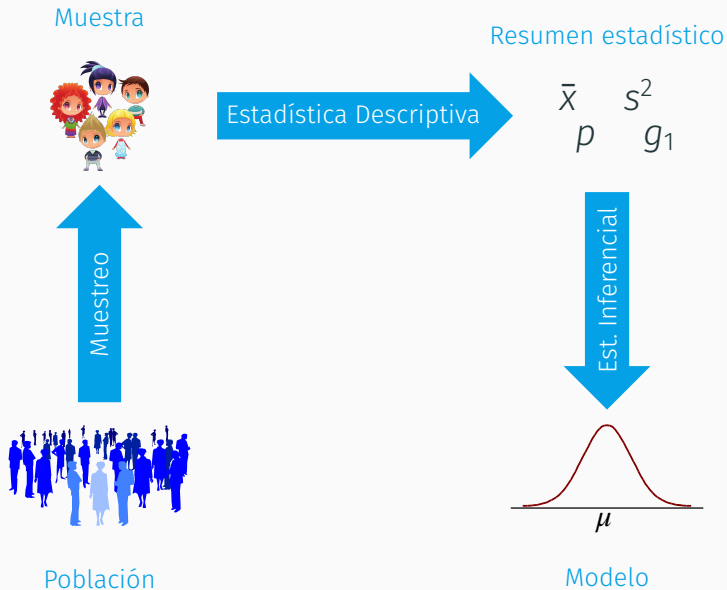 Muestra
Resumen estadístico
Estadística Descriptiva
x̄ s²
p g₁
Muestreo
Est. Inferencial
μ
Población
Modelo